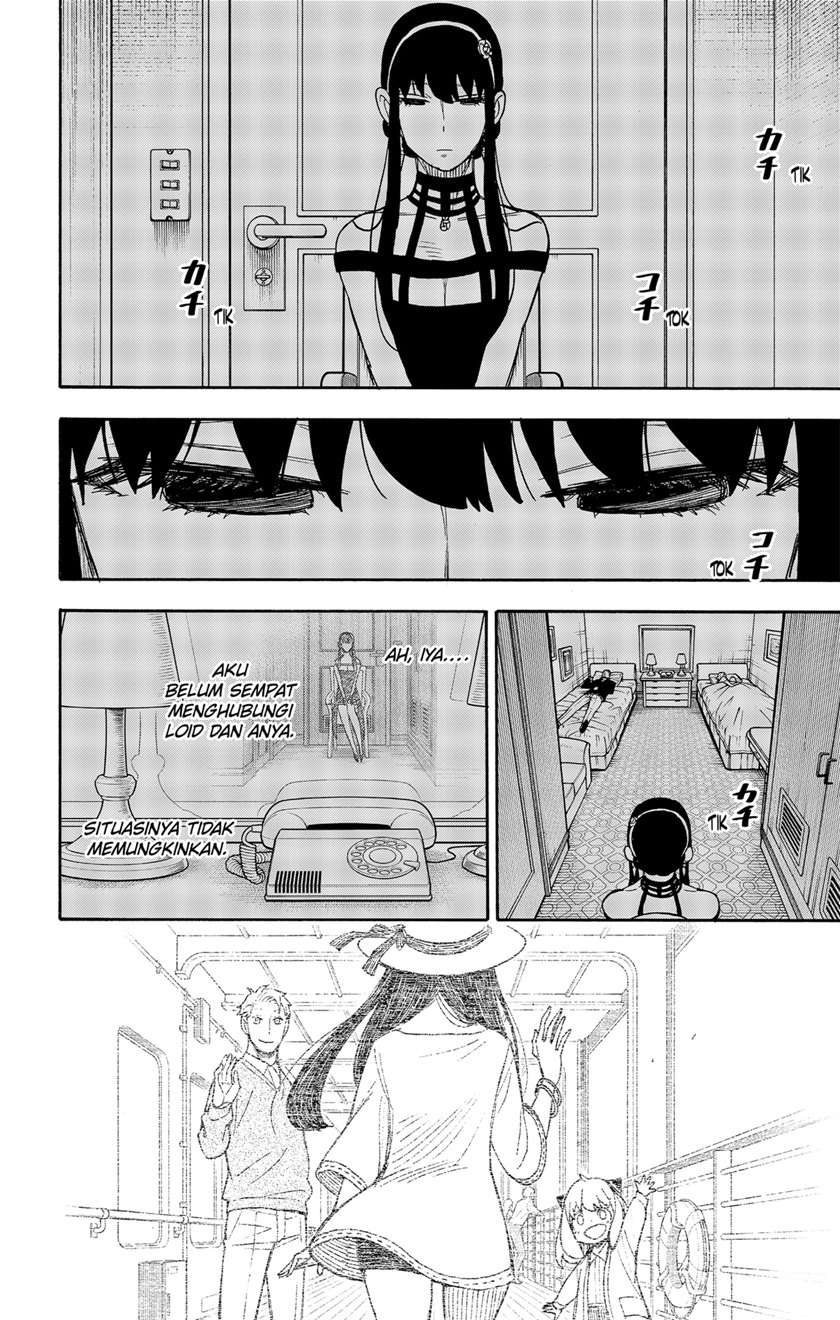 カチ
TIK
コチ
TOK
カチ
TIK
コチ
TOK
AH, IYA....
AKU
BELUM SEMPAT
MENGHUBUNGI
LOID DAN ANYA.
SITUASINYA TIDAK
MEMUNGKINKAN.
カチ
TIK